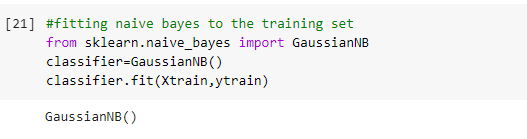 [21] #fitting naive bayes to the training set
from sklearn.naive_bayes import GaussianNB
classifier=GaussianNB()
classifier.fit(Xtrain,ytrain)
GaussianNB()